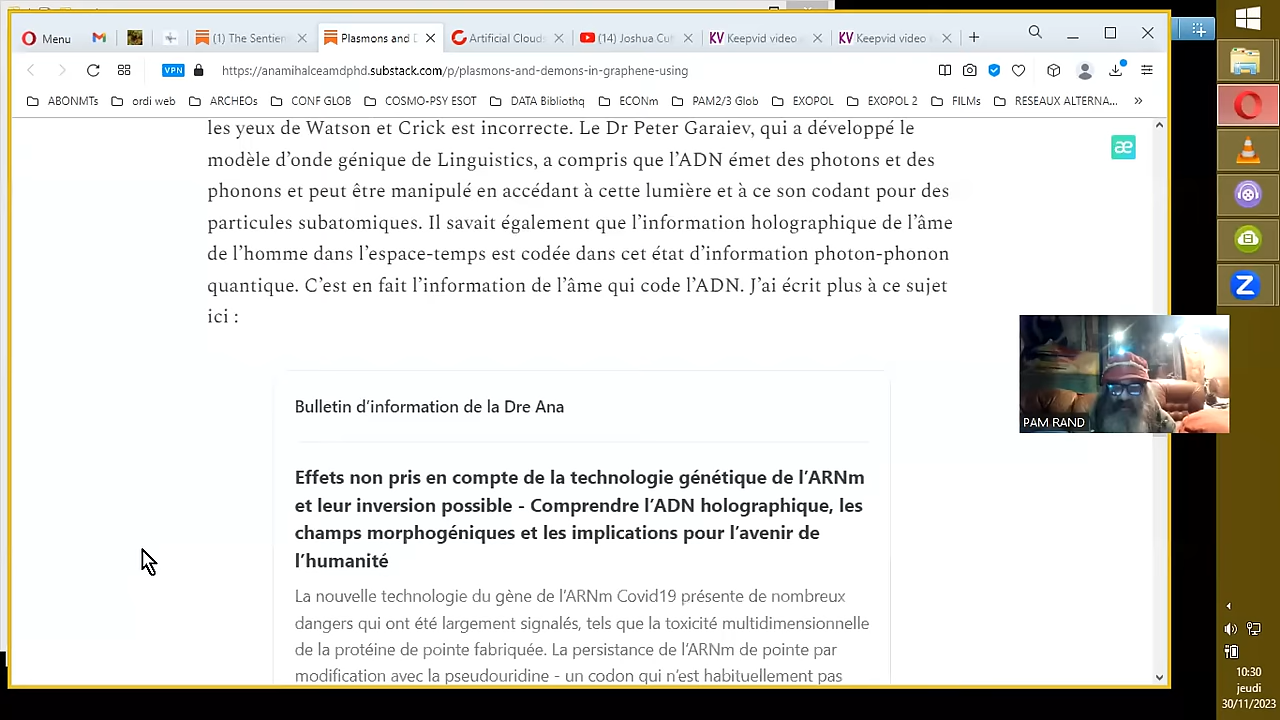 Menu
(1) The Sentien
Plasmons and D
Artificial Cloud
(14) Joshua Cu
Keepvid video
Keepvid video
VPN
https://anamihalceamdphd.substack.com/p/plasmons-and-demons-in-graphene-using
ABONMTs
ordi web
ARCHEOs
CONF GLOB
COSMO-PSY ESOT
DATA Bibliothq
ECONm
PAM2/3 Glob
EXOPOL
EXOPOL 2
FILMs
RESEAUX ALTERNA...
les yeux de Watson et Crick est incorrecte. Le Dr Peter Garaiev, qui a développé le
modèle d’onde génique de Linguistics, a compris que l’ADN émet des photons et des
phonons et peut être manipulé en accédant à cette lumière et à ce son codant pour des
particules subatomiques. Il savait également que l’information holographique de l’âme
de l’homme dans l’espace-temps est codée dans cet état d’information photon-phonon
quantique. C’est en fait l’information de l’âme qui code l’ADN. J’ai écrit plus à ce sujet
ici :
æ
PAM RAND
Bulletin d’information de la Dre Ana
Effets non pris en compte de la technologie génétique de l’ARNm
et leur inversion possible - Comprendre l’ADN holographique, les
champs morphogéniques et les implications pour l’avenir de
l’humanité
La nouvelle technologie du gène de l’ARNm Covid19 présente de nombreux
dangers qui ont été largement signalés, tels que la toxicité multidimensionnelle
de la protéine de pointe fabriquée. La persistance de l’ARNm de pointe par
modification avec la pseudouridine - un codon qui n’est habituellement pas
10:30
jeudi
30/11/2023